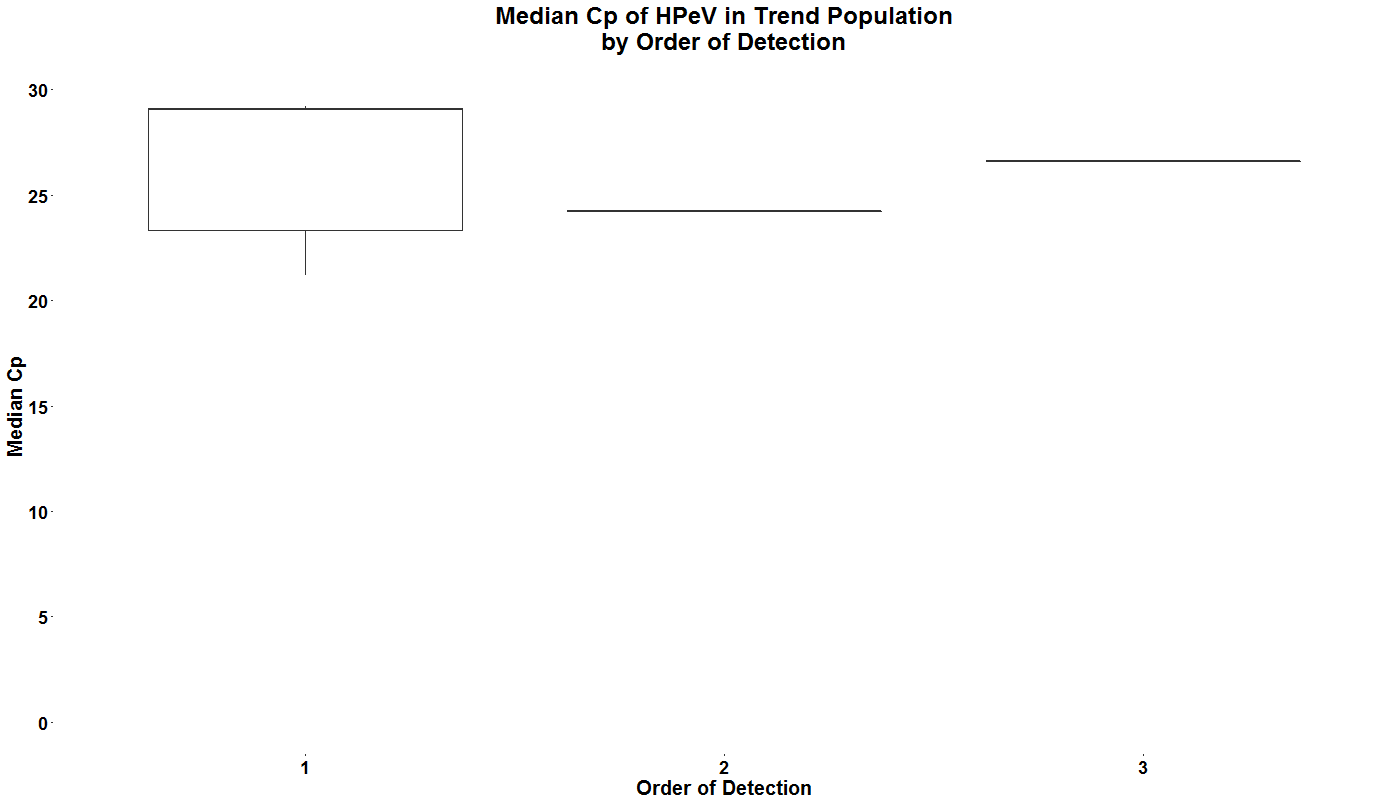 Median Cp of HPeV in Trend Population
by Order of Detection
30
25
20
15
10
5
0
Median Cp
1 2 3
Order of Detection